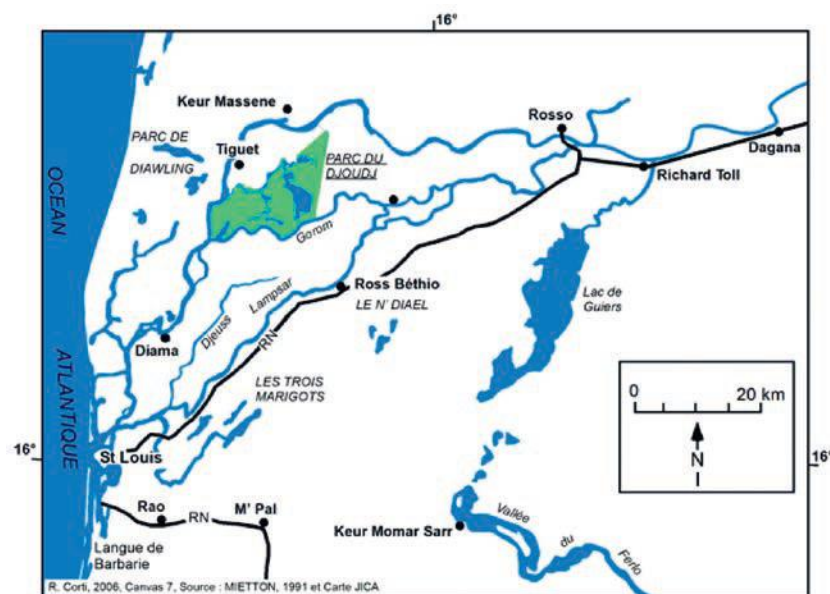 16°
Keur Massene
Rosso
PARC DE
DIAWLING
Tiguet
PARC DU
DJOUDJ
Dagana
Richard Toll
OCEAN
ATLANTIQUE
Gorom
Ross Béthio
LE N' DIAEL
Lac de
Guiers
Djeuss
Lampsar
RN
Diama
LES TROIS
MARIGOTS
0 20 km
N
16°
16°
St Louis
Rao
RN
M' Pal
Keur Momar Sarr
Vallée
du
Ferlo
Langue de
Barbarie
R. Corti, 2006, Canvas 7, Source : MIETTON, 1991 et Carte JICA